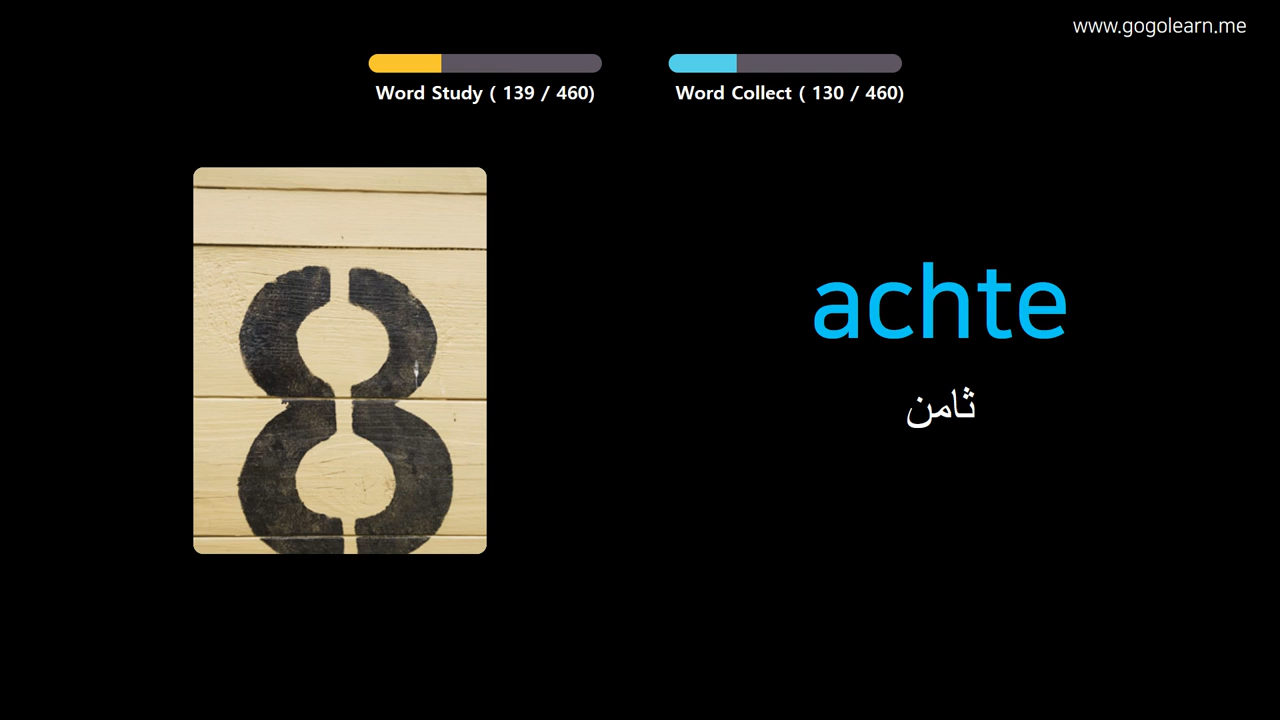 www.gogolearn.me
Word Study ( 139 / 460)
Word Collect ( 130 / 460)
8
achte
ثامن